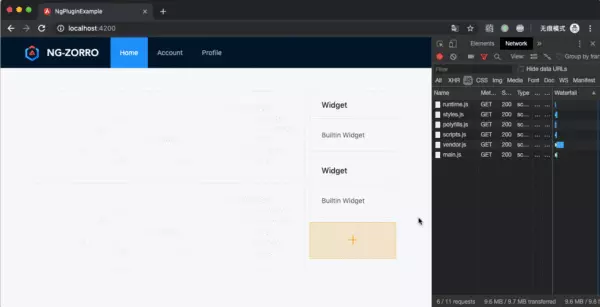 NgPluginExample
localhost:4200
无痕模式
NG-ZORRO
Home
Account
Profile
Widget
Builtin Widget
Widget
Builtin Widget
Elements
Network
View:
Group by frame
Filter
Hide data URLs
All XHR JS CSS Img Media Font Doc WS Manifest
Name Met... S... Type ... ... Waterfall
runtime.js GET 200 sc... ... ...
styles.js GET 200 sc... ... ...
polyfills.js GET 200 sc... ... ...
scripts.js GET 200 sc... ... ...
vendor.js GET 200 sc... ... ...
main.js GET 200 sc... ... ...
6 / 11 requests 9.6 MB / 9.7 MB transferred 9.6 MB / 9.6